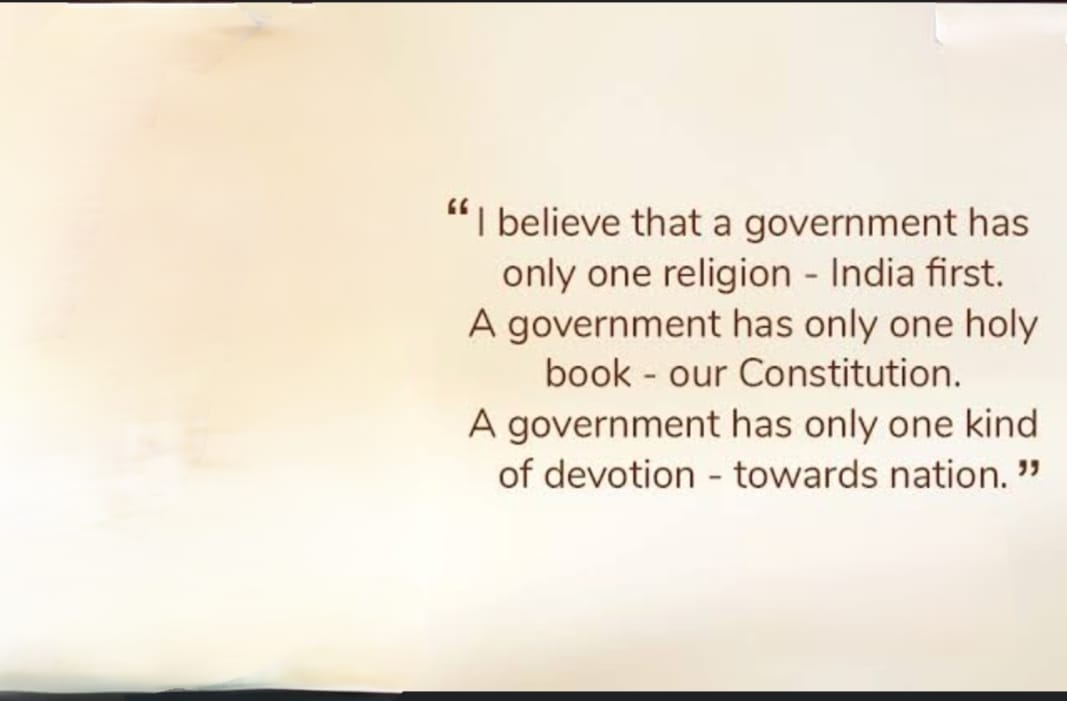 “I believe that a government has
only one religion - India first.
A government has only one holy
book - our Constitution.
A government has only one kind
of devotion - towards nation.”